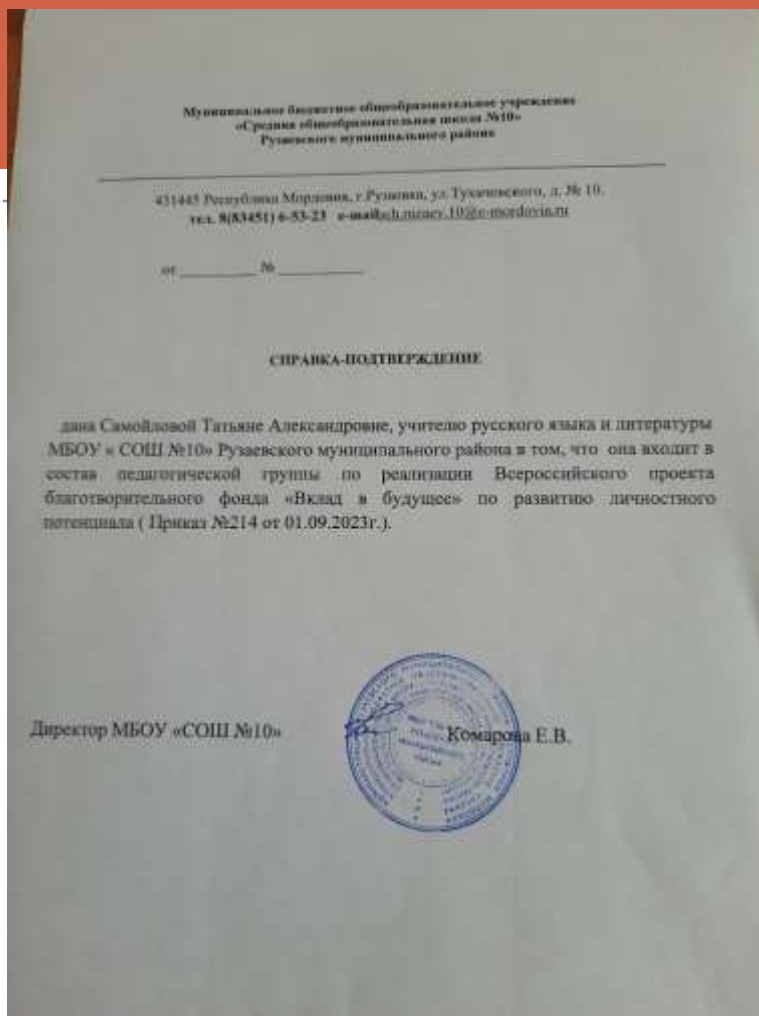 Муниципальное бюджетное общеобразовательное учреждение
«Средняя общеобразовательная школа №10»
Рузаевского муниципального района
431445 Республика Мордовия, г.Рузаевка, ул.Тухачевского, д. № 10.
тел. 8(83451) 6-53-23 e-mail:
от __________ № __________
СПРАВКА-ПОДТВЕРЖДЕНИЕ
дана Самойловой Татьяне Александровне, учителю русского языка и литературы
МБОУ « СОШ №10» Рузаевского муниципального района в том, что она входит в
состав педагогической группы по реализации Всероссийского проекта
благотворительного фонда «Вклад в будущее» по развитию личностного
потенциала ( Приказ №214 от 01.09.2023г.).
Директор МБОУ «СОШ №10» Комарова Е.В.